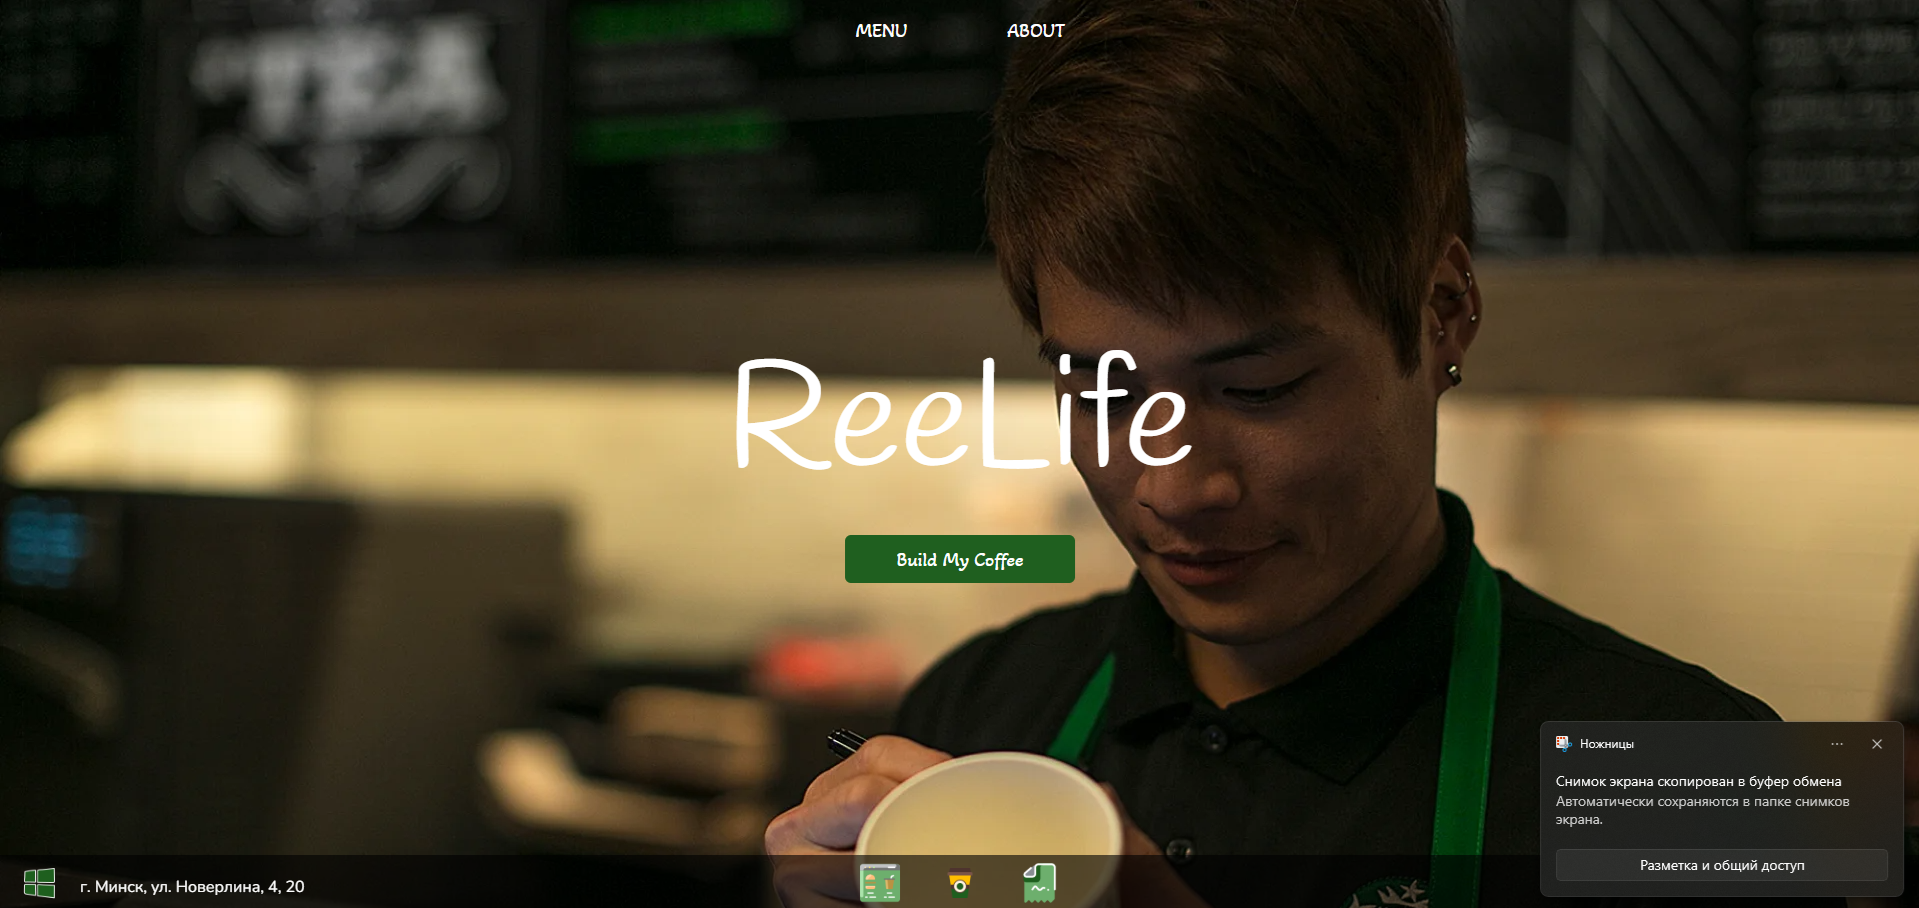 MENU ABOUT
TEA
ReeLife
Build My Coffee
Ножницы
Снимок экрана скопирован в буфер обмена
Автоматически сохраняются в папке снимков
экрана.
Разметка и общий доступ
г. Минск, ул. Новерлина, 4, 20